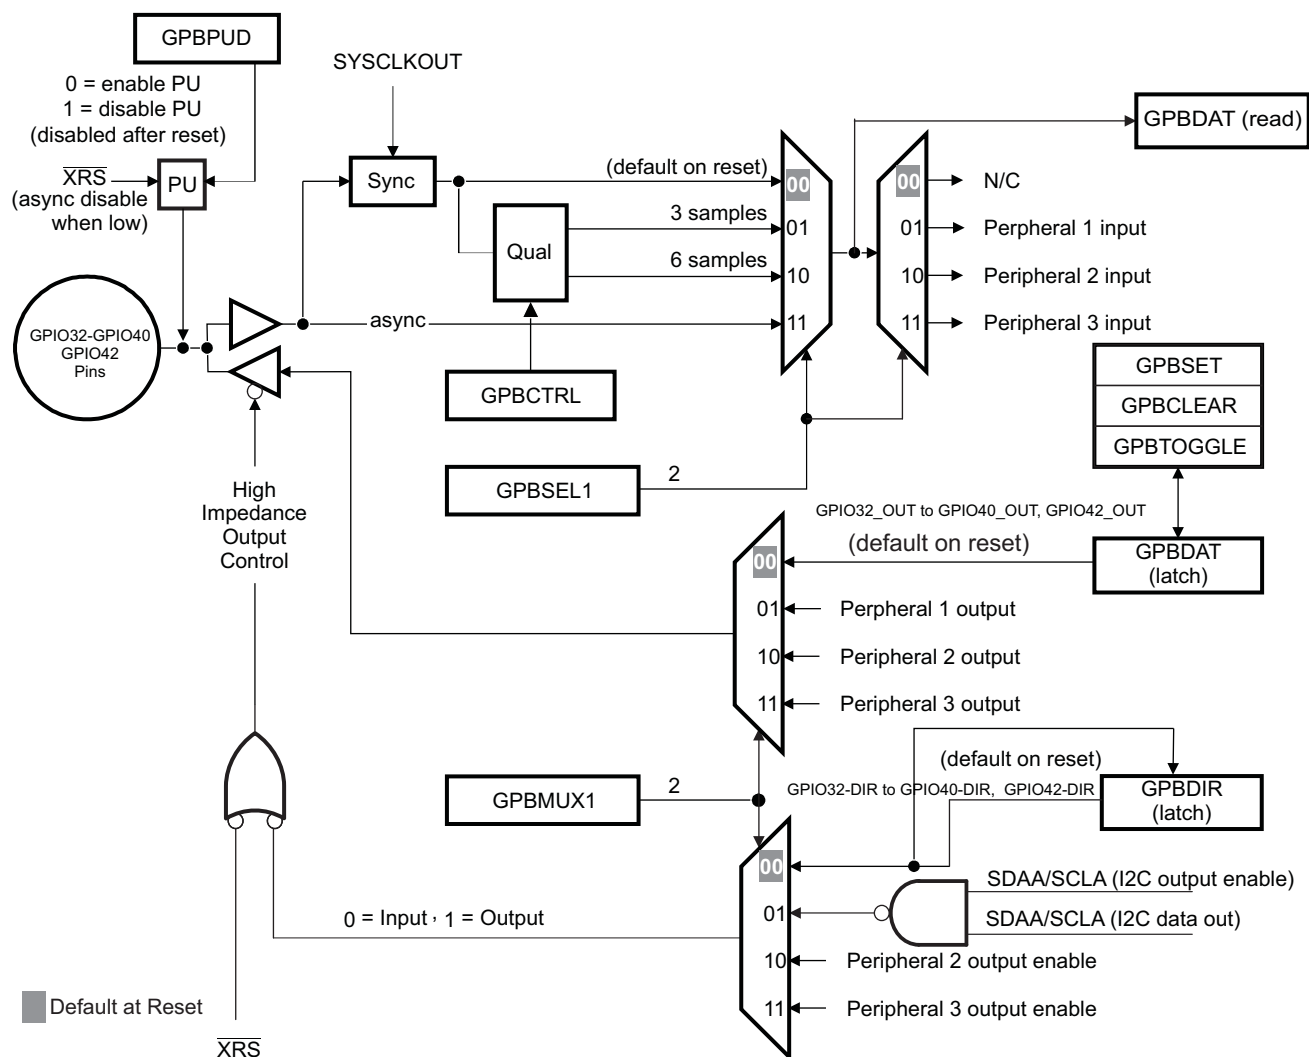 GPBPUD
0 = enable PU
1 = disable PU
(disabled after reset)
XRS
(async disable
when low)
PU
SYSCLKOUT
Sync
(default on reset)
3 samples
Qual
6 samples
async
00
01
10
11
GPBDAT (read)
00
01
10
11
N/C
Perpheral 1 input
Peripheral 2 input
Peripheral 3 input
GPIO32-GPIO40
GPIO42
Pins
GPBCTRL
GPBSEL1
2
GPBSET
GPBCLEAR
GPBTOGGLE
High
Impedance
Output
Control
GPIO32_OUT to GPIO40_OUT, GPIO42_OUT
(default on reset)
GPBDAT
(latch)
00
01
10
11
Perpheral 1 output
Peripheral 2 output
Peripheral 3 output
GPBMUX1
2
(default on reset)
GPIO32-DIR to GPIO40-DIR, GPIO42-DIR
GPBDIR
(latch)
00
01
10
11
SDAA/SCLA (I2C output enable)
SDAA/SCLA (I2C data out)
0 = Input , 1 = Output
Peripheral 2 output enable
Peripheral 3 output enable
Default at Reset
XRS